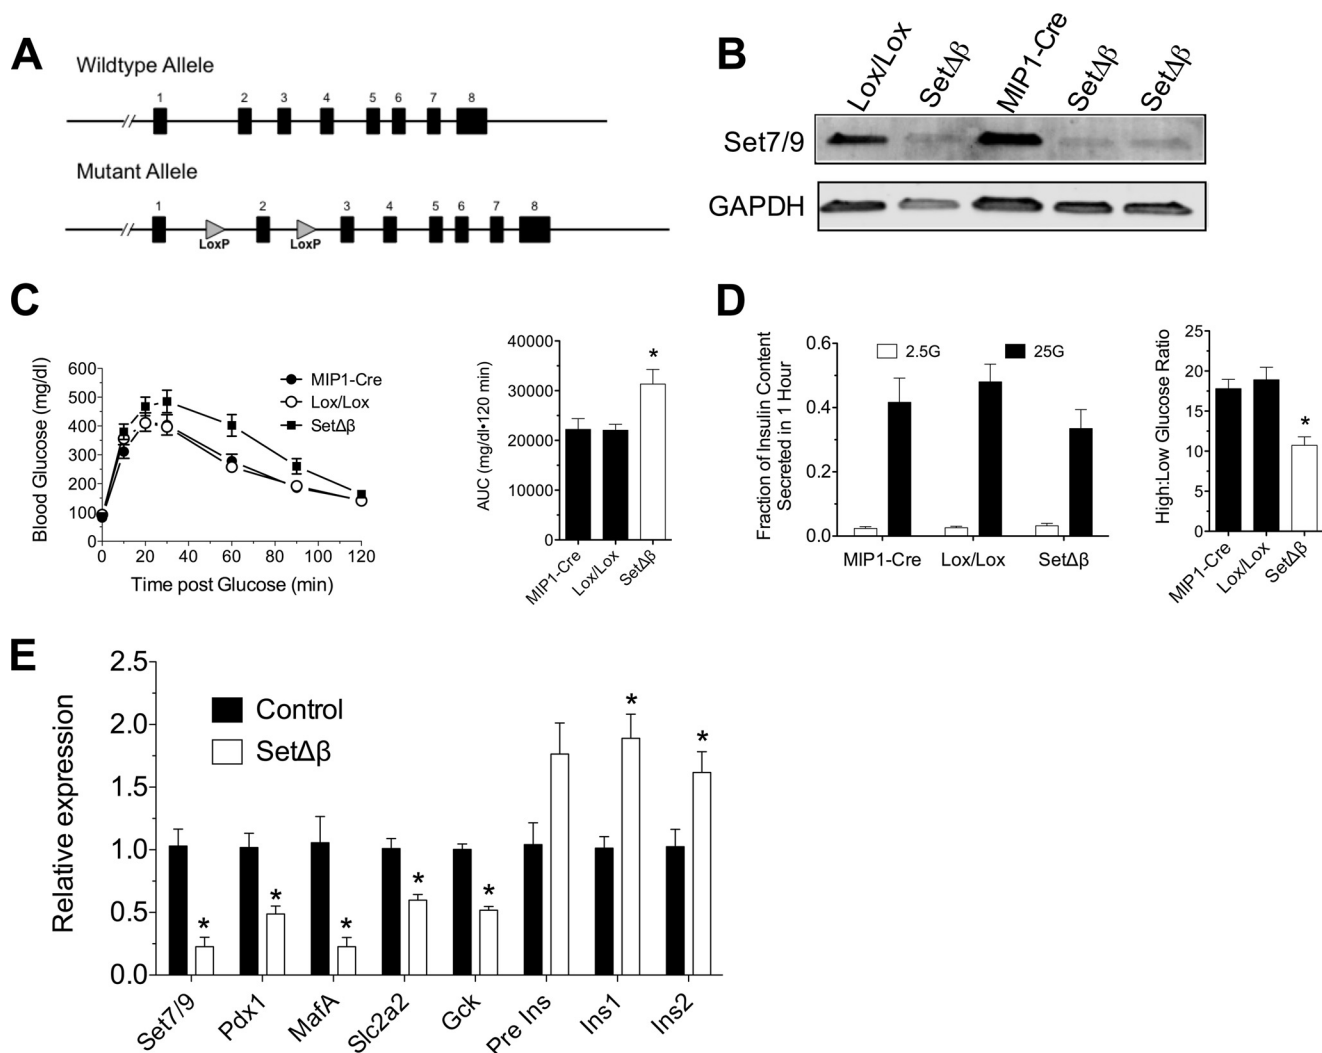 A
Wildtype Allele
1 2 3 4 5 6 7 8
//
Mutant Allele
1 2 3 4 5 6 7 8
//
LoxP LoxP
B
Lox/Lox SetΔβ MIP1-Cre SetΔβ SetΔβ
Set7/9
GAPDH
C
Blood Glucose (mg/dl)
600
500
400
300
200
100
0
0 20 40 60 80 100 120
Time post Glucose (min)
MIP1-Cre
Lox/Lox
SetΔβ
AUC (mg/dl•120 min)
40000
30000
20000
10000
0
*
MIP1-Cre Lox/Lox SetΔβ
D
Fraction of Insulin Content
Secreted in 1 Hour
0.6
0.4
0.2
0.0
2.5G 25G
MIP1-Cre Lox/Lox SetΔβ
High:Low Glucose Ratio
25
20
15
10
5
0
*
MIP1-Cre Lox/Lox SetΔβ
E
Relative expression
2.5
2.0
1.5
1.0
0.5
0.0
Control
SetΔβ
* * * * * * *
Set7/9 Pdx1 MafA Slc2a2 Gck Pre Ins Ins1 Ins2